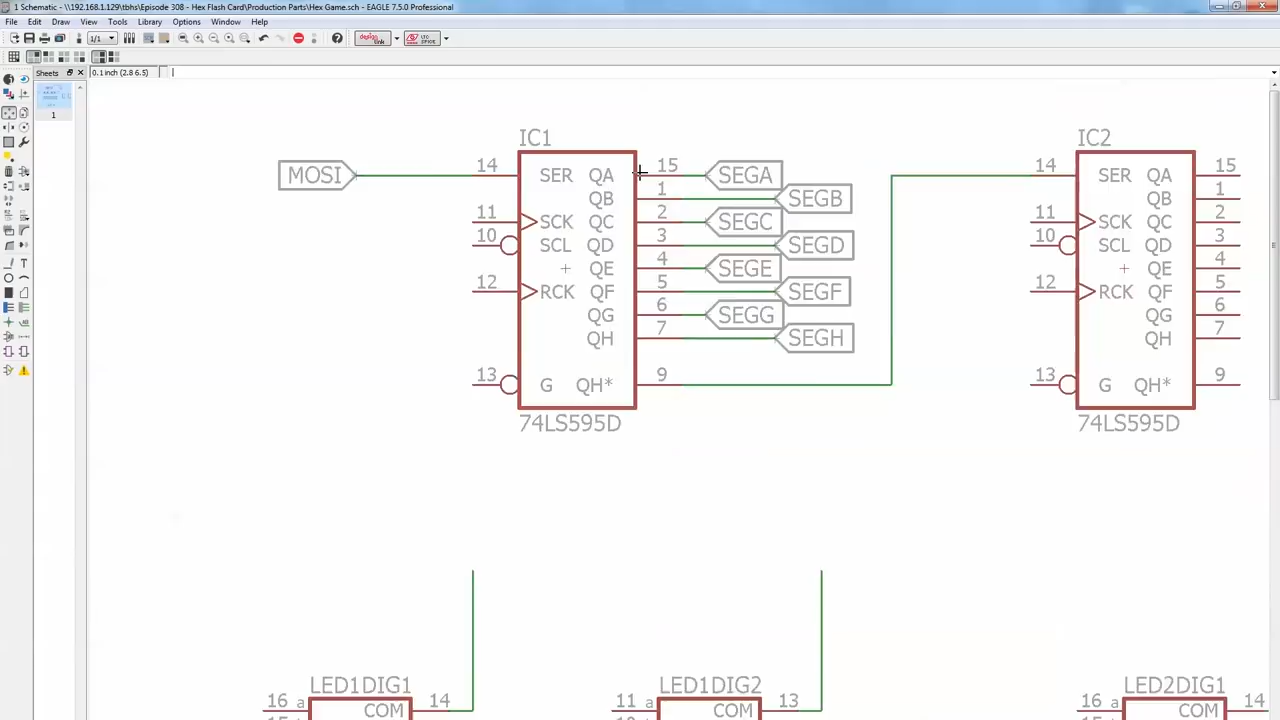 1 Schematic - \\192.168.1.129\tbhs\Episode 308 - Hex Flash Card\Production Parts\Hex Game.sch - EAGLE 7.5.0 Professional
File Edit Draw View Tools Library Options Window Help
1/1
design link
LTC SPICE
Sheets
0.1 inch (2.8 6.5)
1
IC1
IC2
MOSI
14 SER QA 15 SEGA
QB 1 SEGB
11 SCK QC 2 SEGC
10 SCL QD 3 SEGD
QE 4 SEGE
12 RCK QF 5 SEGF
QG 6 SEGG
QH 7 SEGH
13 G QH* 9
74LS595D
14 SER QA 15
QB 1
11 SCK QC 2
10 SCL QD 3
QE 4
12 RCK QF 5
QG 6
QH 7
13 G QH* 9
74LS595D
LED1DIG1
16 a COM 14
LED1DIG2
11 a COM 13
LED2DIG1
16 a COM 14